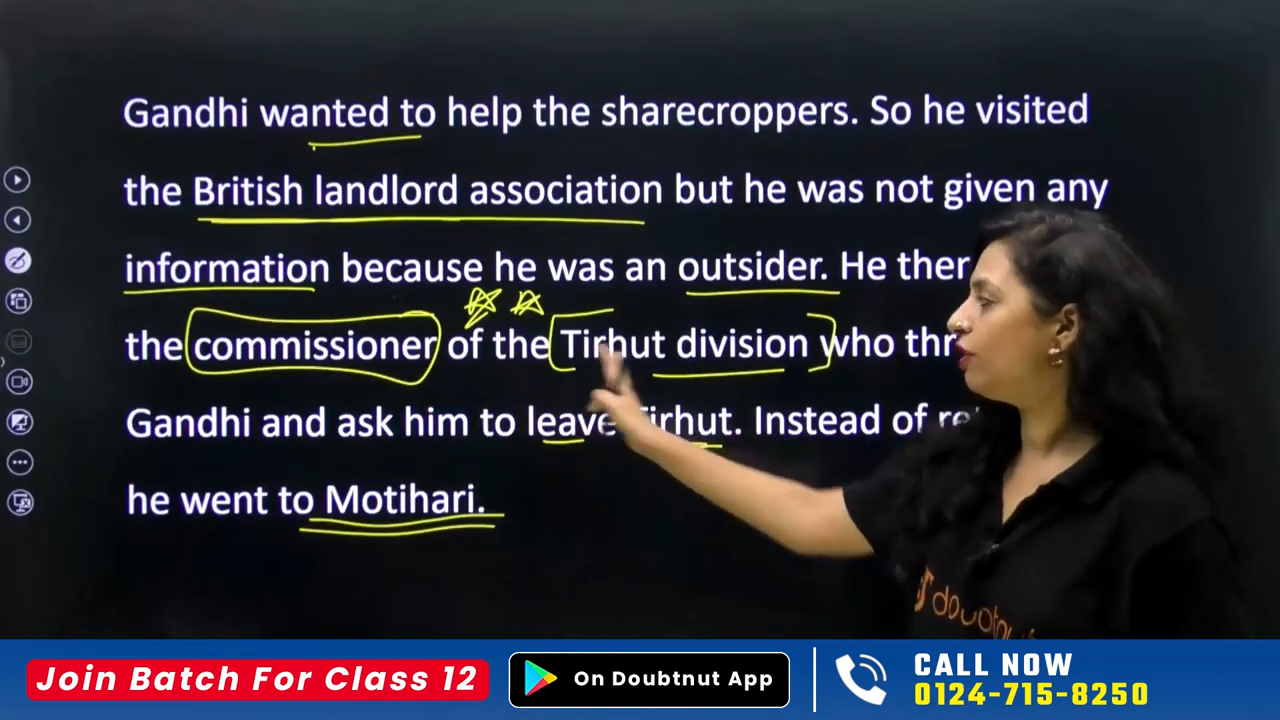 Gandhi wanted to help the sharecroppers. So he visited
the British landlord association but he was not given any
information because he was an outsider. He
the commissioner of the Tirhut division who
Gandhi and ask him to leave Tirhut. Instead of
he went to Motihari.
Join Batch For Class 12
On Doubtnut App
CALL NOW
0124-715-8250